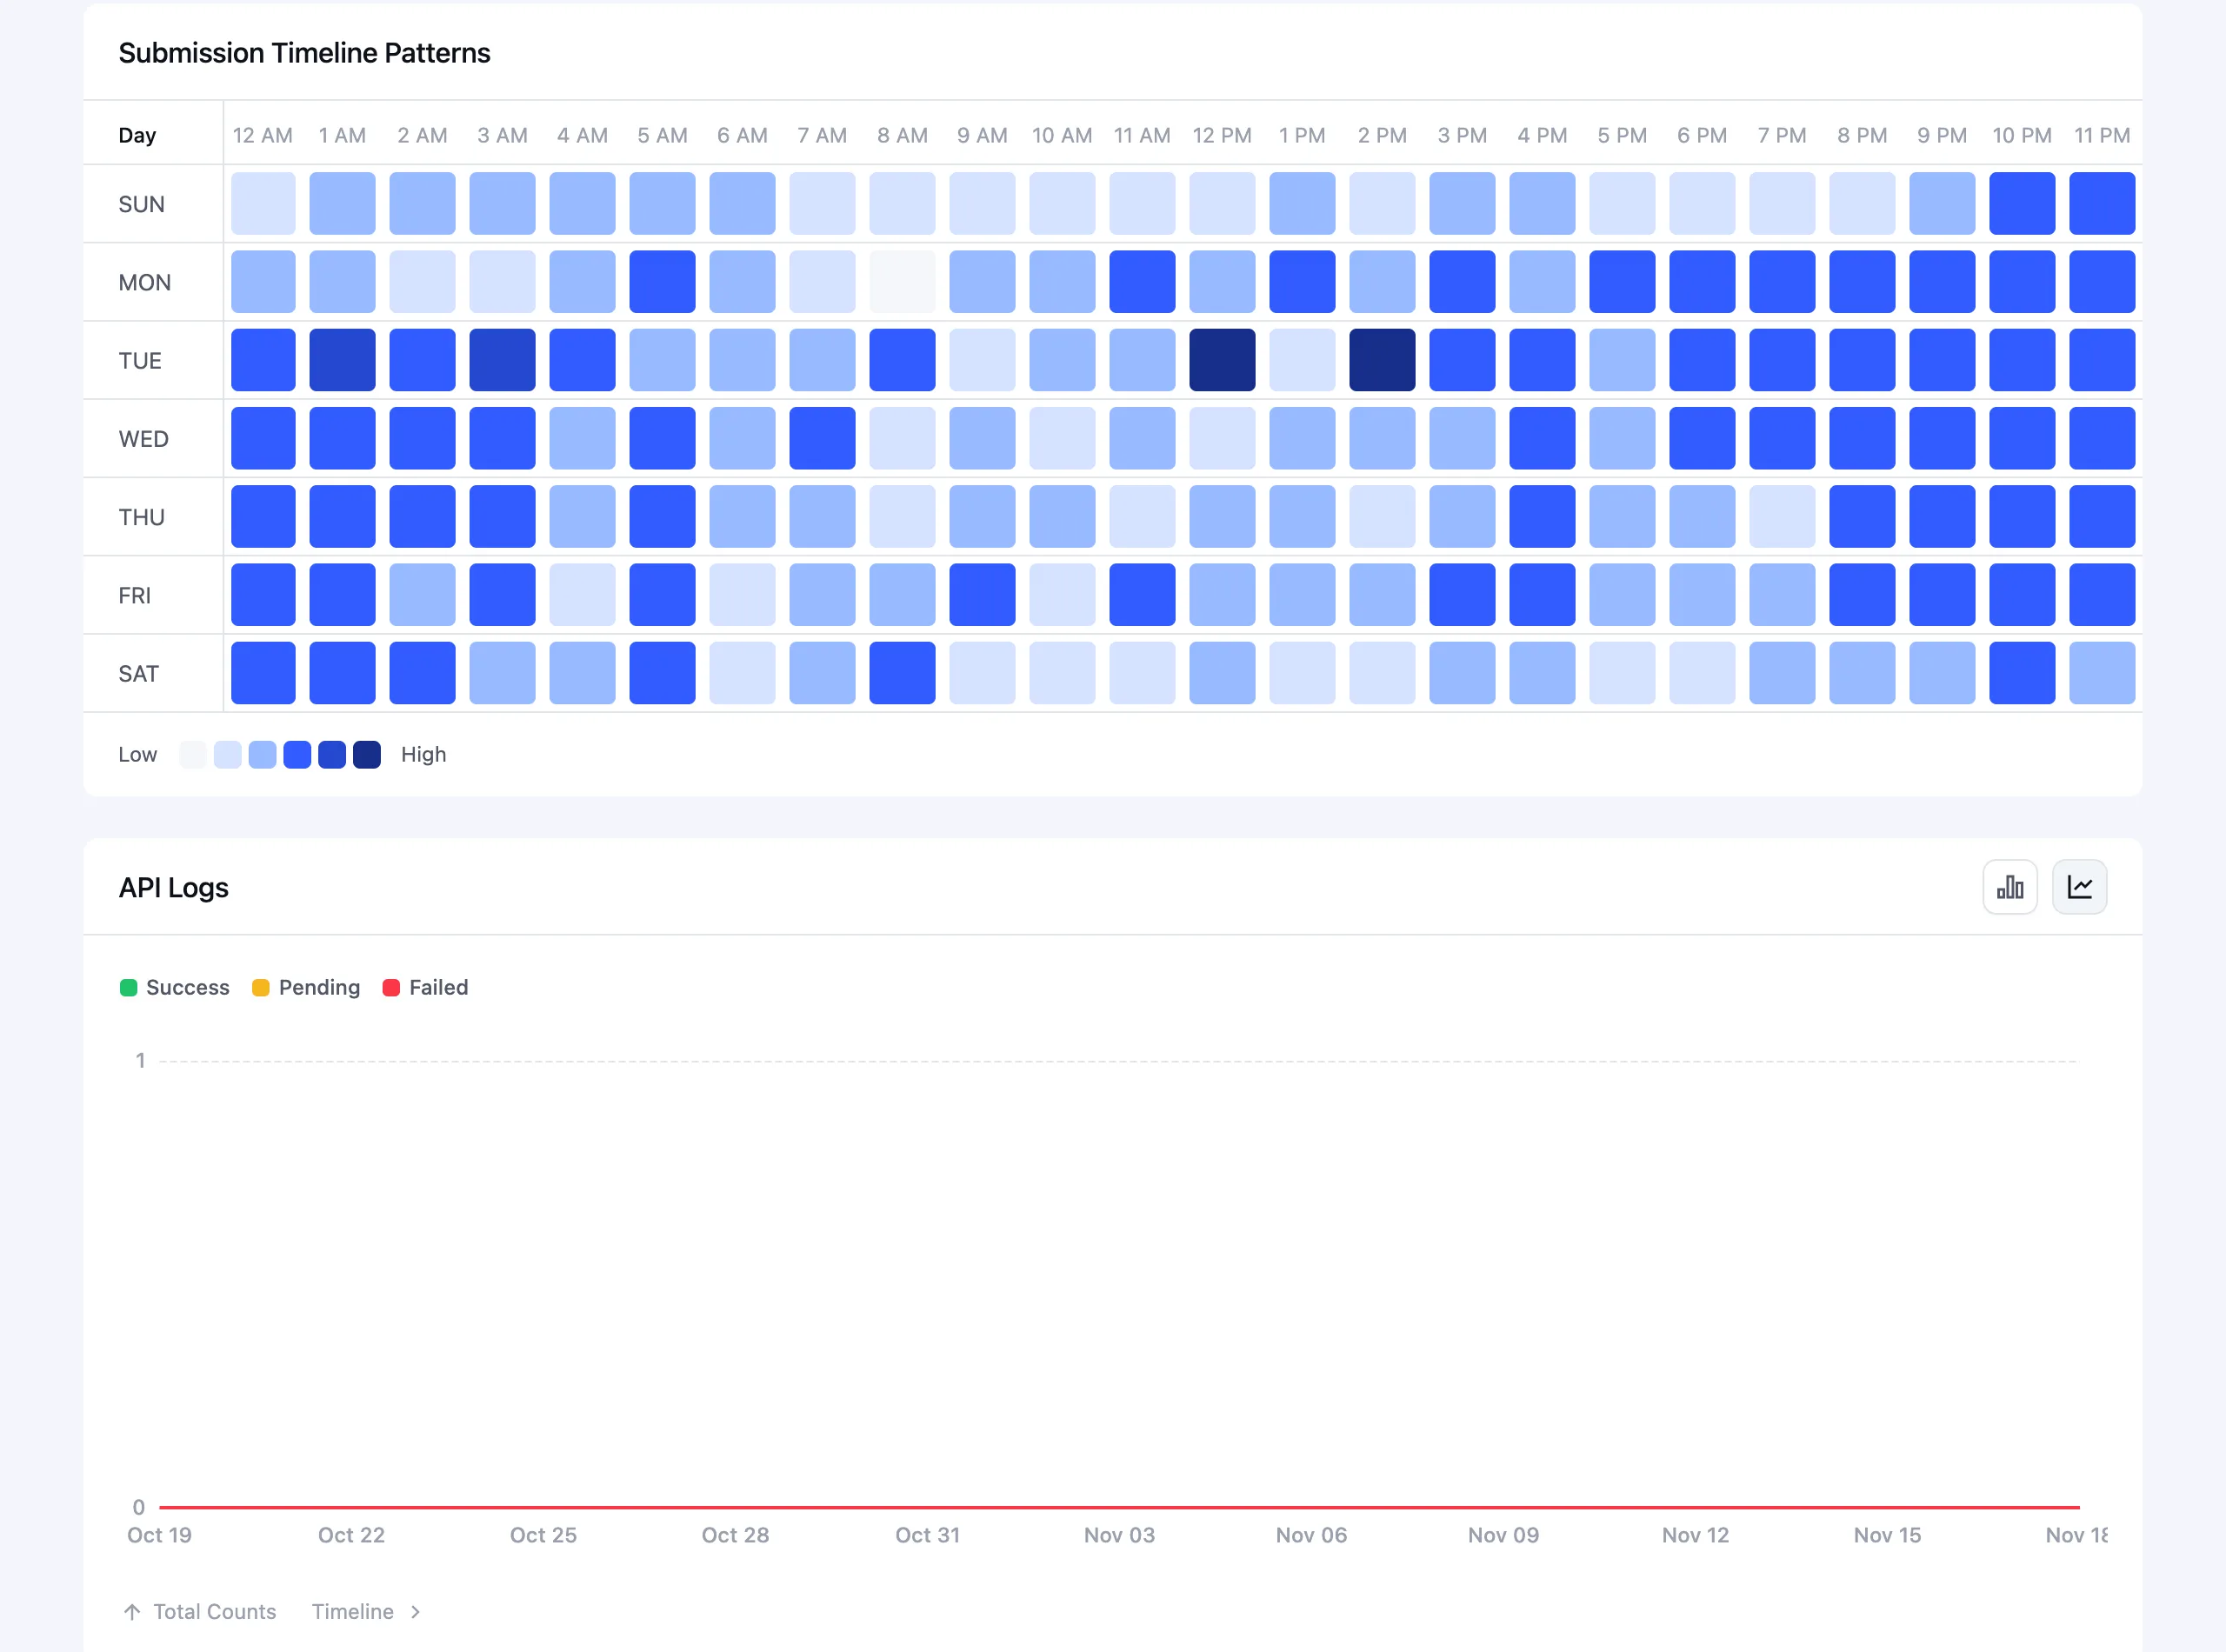 Submission Timeline Patterns
Day 12 AM 1 AM 2 AM 3 AM 4 AM 5 AM 6 AM 7 AM 8 AM 9 AM 10 AM 11 AM 12 PM 1 PM 2 PM 3 PM 4 PM 5 PM 6 PM 7 PM 8 PM 9 PM 10 PM 11 PM
SUN
MON
TUE
WED
THU
FRI
SAT
Low High
API Logs
Success Pending Failed
1
0
Oct 19 Oct 22 Oct 25 Oct 28 Oct 31 Nov 03 Nov 06 Nov 09 Nov 12 Nov 15 Nov 18
Total Counts Timeline